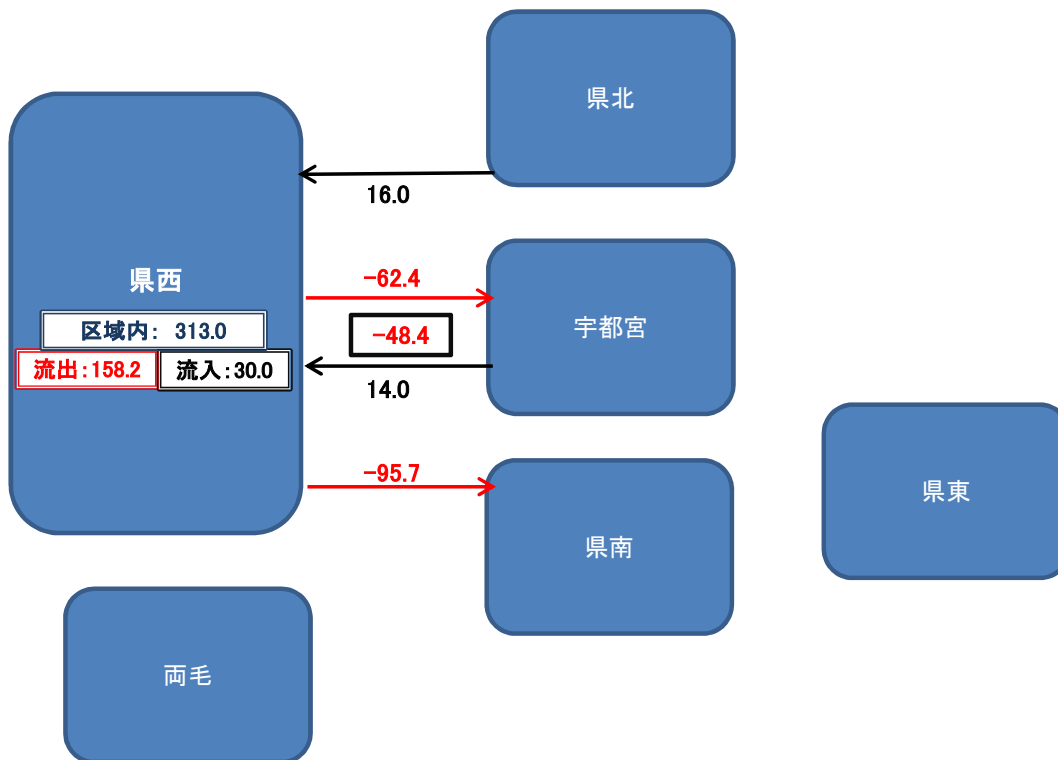 県北
16.0
県西
区域内： 313.0
流出：158.2
流入：30.0
-62.4
-48.4
14.0
宇都宮
-95.7
県南
県東
両毛